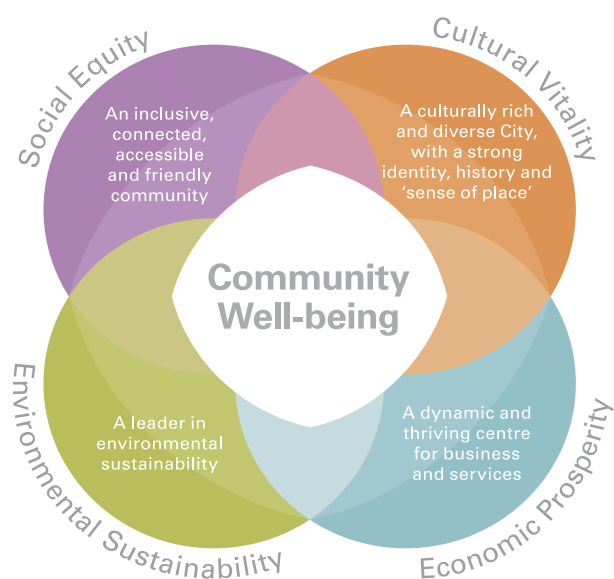 Social Equity
An inclusive,
connected,
accessible
and friendly
community
Cultural Vitality
A culturally rich
and diverse City,
with a strong
identity, history and
‘sense of place’
Community
Well-being
Environmental Sustainability
A leader in
environmental
sustainability
Economic Prosperity
A dynamic and
thriving centre
for business
and services